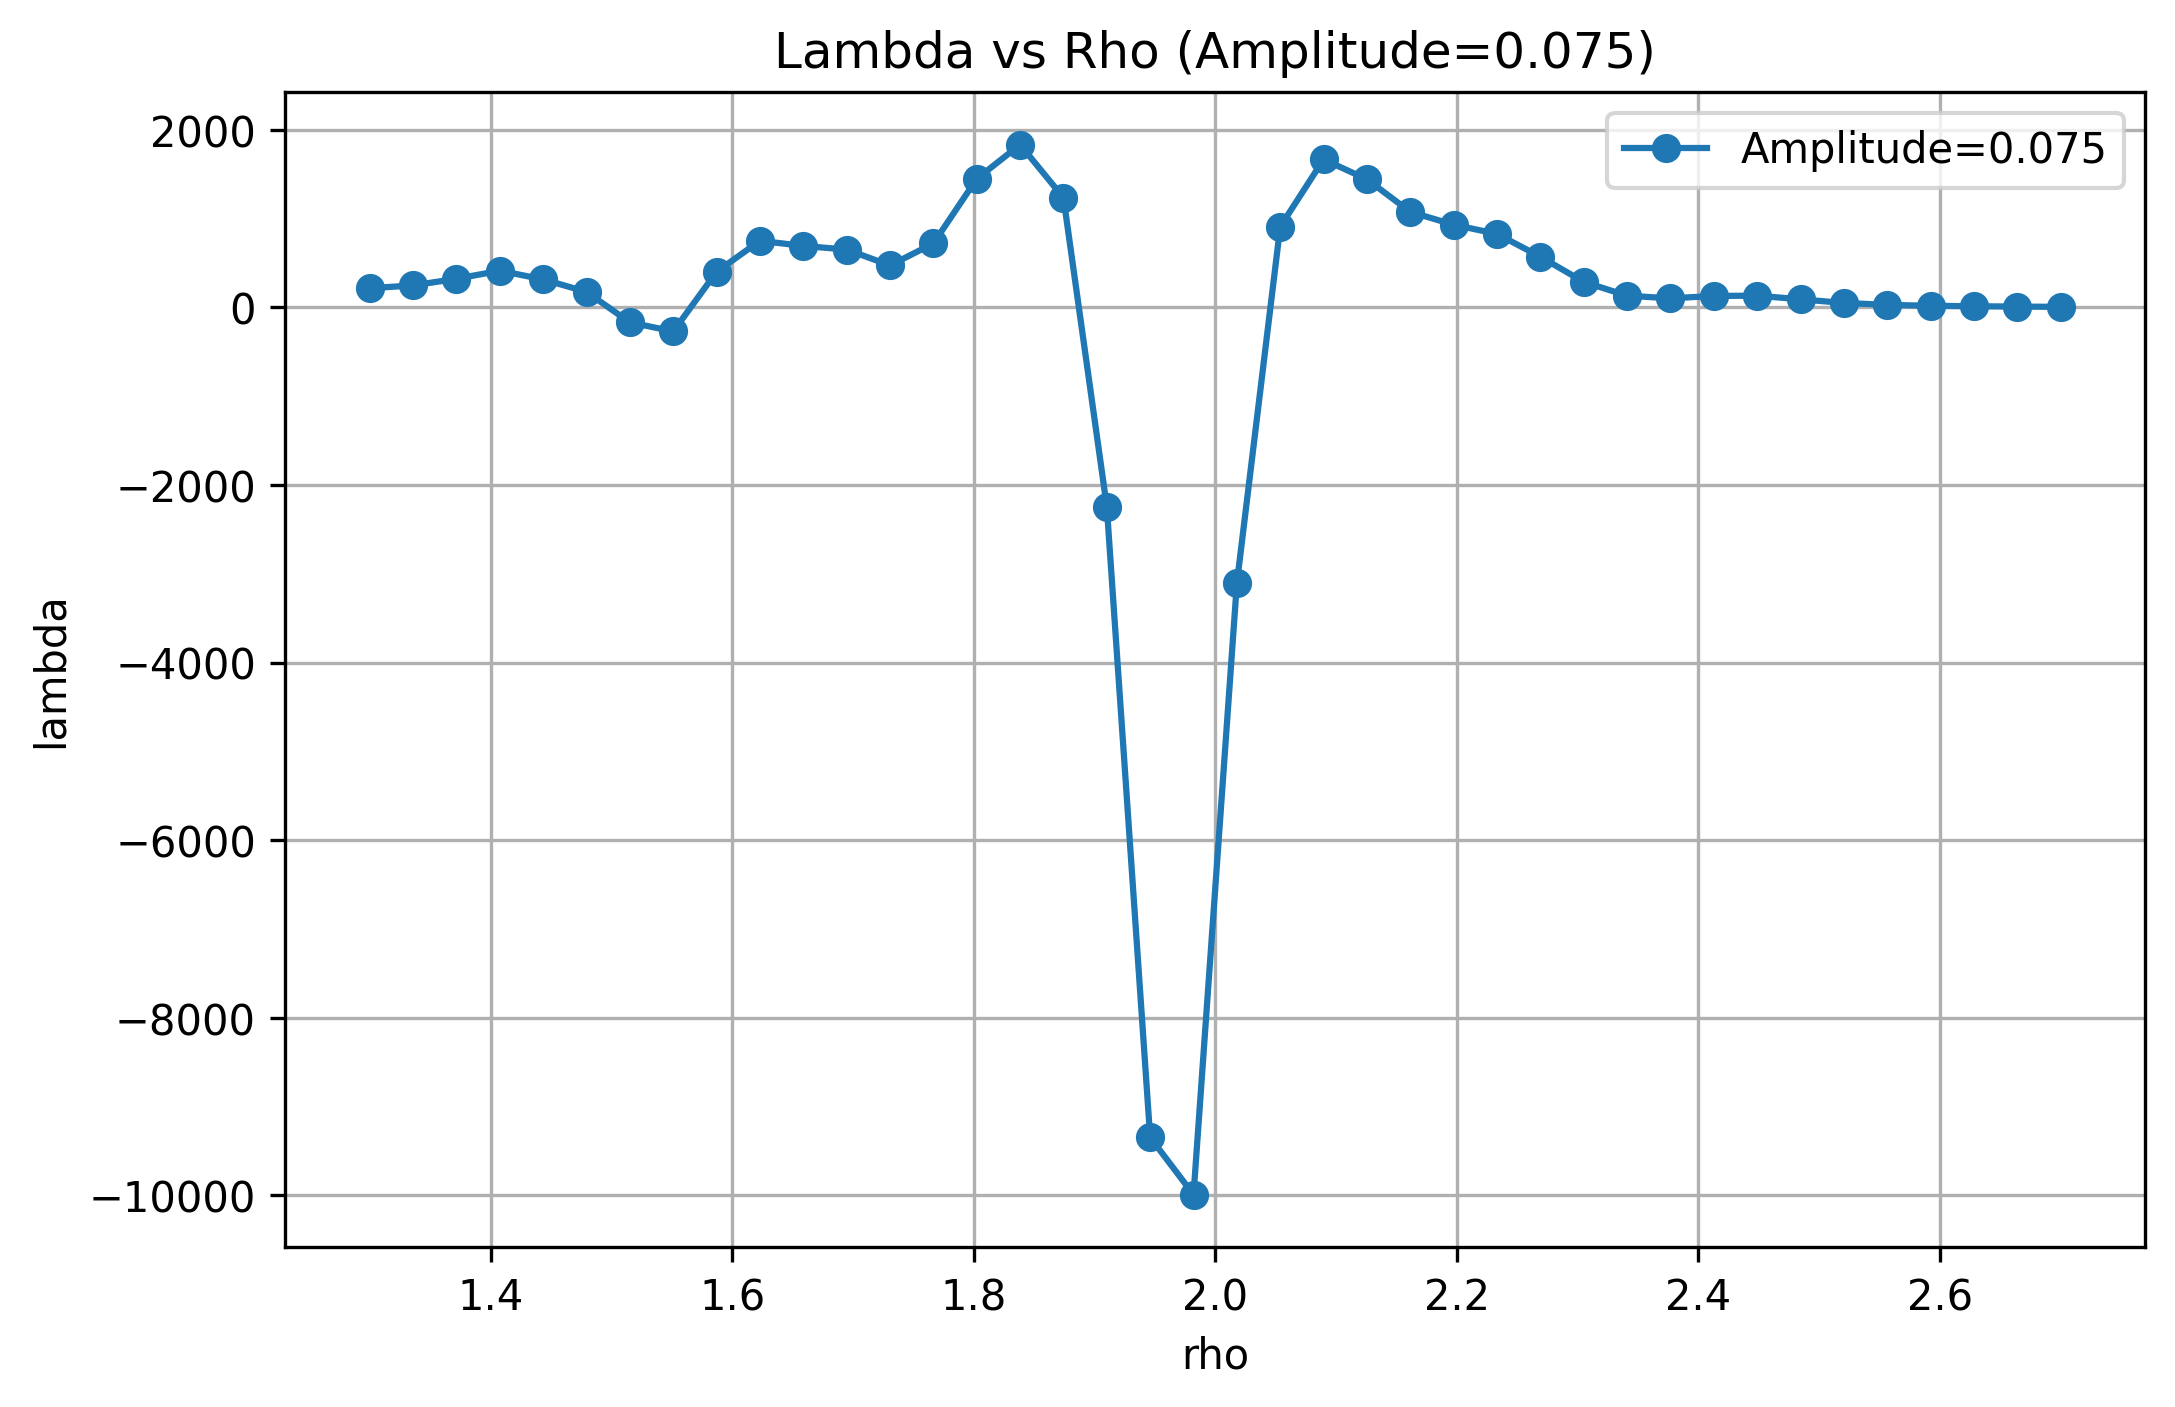 Lambda vs Rho (Amplitude=0.075)
Amplitude=0.075
2000
0
−2000
−4000
−6000
−8000
−10000
lambda
1.4 1.6 1.8 2.0 2.2 2.4 2.6
rho